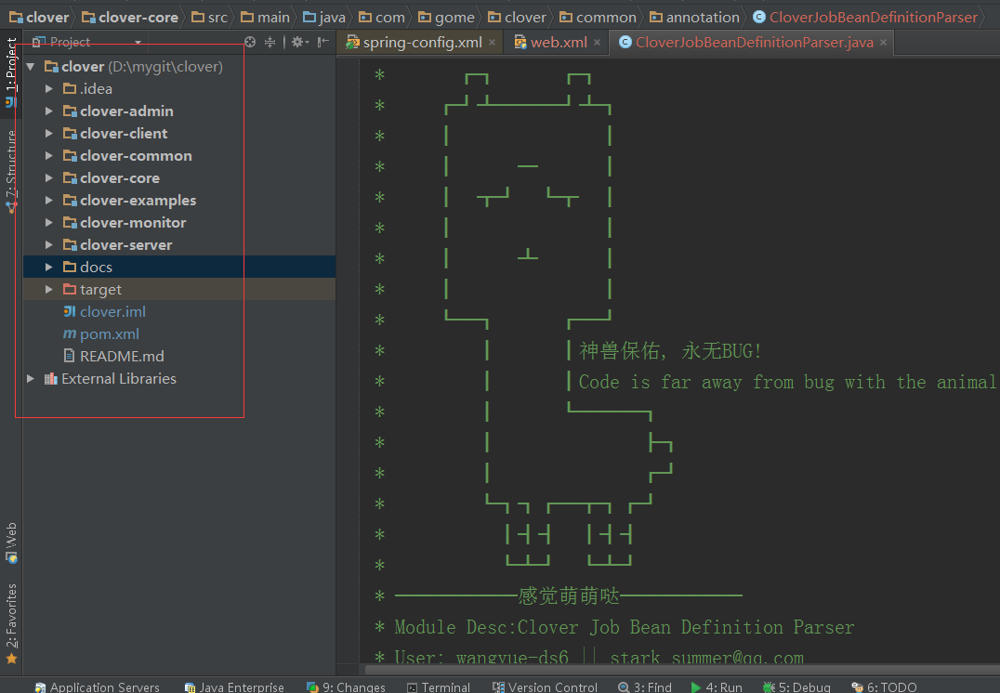 clover clover-core src main java com gome clover common annotation CloverJobBeanDefinitionParser
Project
spring-config.xml
web.xml
CloverJobBeanDefinitionParser.java
1: Project
7: Structure
Web
2: Favorites
clover (D:\mygit\clover)
.idea
clover-admin
clover-client
clover-common
clover-core
clover-examples
clover-monitor
clover-server
docs
target
clover.iml
pom.xml
README.md
External Libraries
*
*
*
*
*
*
*
*
*
* 神兽保佑, 永无BUG!
* Code is far away from bug with the animal
*
*
*
*
*
*
* ————————————感觉萌萌哒————————————
* Module Desc:Clover Job Bean Definition Parser
* User: wangyue-ds6 || stark_summer@qq.com
Application Servers Java Enterprise 9: Changes Terminal Version Control 3: Find 4: Run 5: Debug 6: TODO